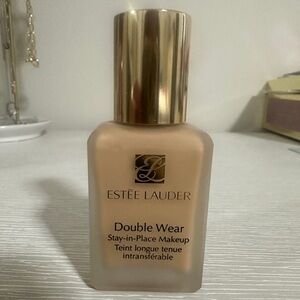 ESTĒE LAUDER
Double Wear
Stay-in-Place Makeup
Teint longue tenue
intransférable